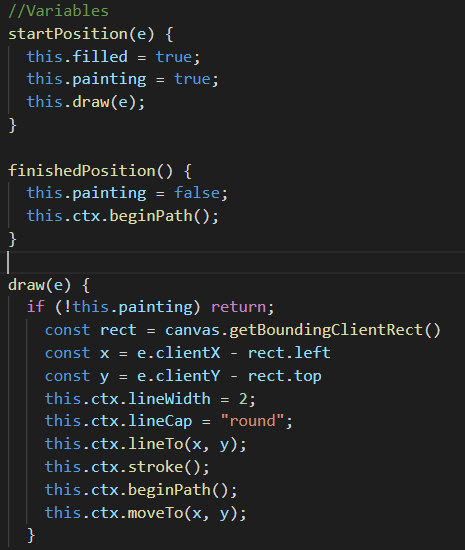 //Variables
startPosition(e) {
  this.filled = true;
  this.painting = true;
  this.draw(e);
}

finishedPosition() {
  this.painting = false;
  this.ctx.beginPath();
}

draw(e) {
  if (!this.painting) return;
    const rect = canvas.getBoundingClientRect()
    const x = e.clientX - rect.left
    const y = e.clientY - rect.top
    this.ctx.lineWidth = 2;
    this.ctx.lineCap = "round";
    this.ctx.lineTo(x, y);
    this.ctx.stroke();
    this.ctx.beginPath();
    this.ctx.moveTo(x, y);
  }